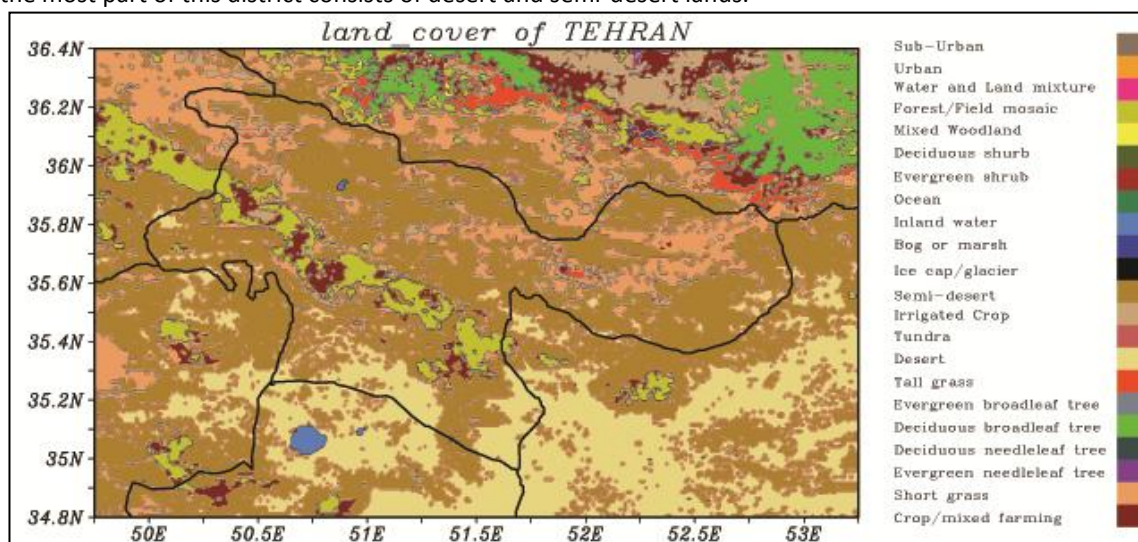 the most part of this district consists of desert and semi-desert lands.
land_cover of TEHRAN
36.4N
36.2N
36N
35.8N
35.6N
35.4N
35.2N
35N
34.8N
50E 50.5E 51E 51.5E 52E 52.5E 53E
Sub-Urban
Urban
Water and Land mixture
Forest/Field mosaic
Mixed Woodland
Deciduous shurb
Evergreen shrub
Ocean
Inland water
Bog or marsh
Ice cap/glacier
Semi-desert
Irrigated Crop
Tundra
Desert
Tall grass
Evergreen broadleaf tree
Deciduous broadleaf tree
Deciduous needleleaf tree
Evergreen needleleaf tree
Short grass
Crop/mixed farming